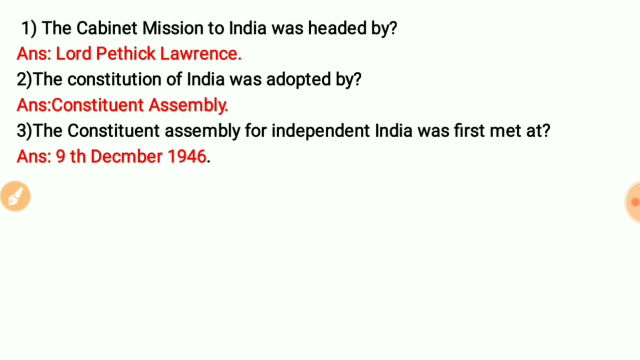 1) The Cabinet Mission to India was headed by?
Ans: Lord Pethick Lawrence.
2)The constitution of India was adopted by?
Ans:Constituent Assembly.
3)The Constituent assembly for independent India was first met at?
Ans: 9 th Decmber 1946.